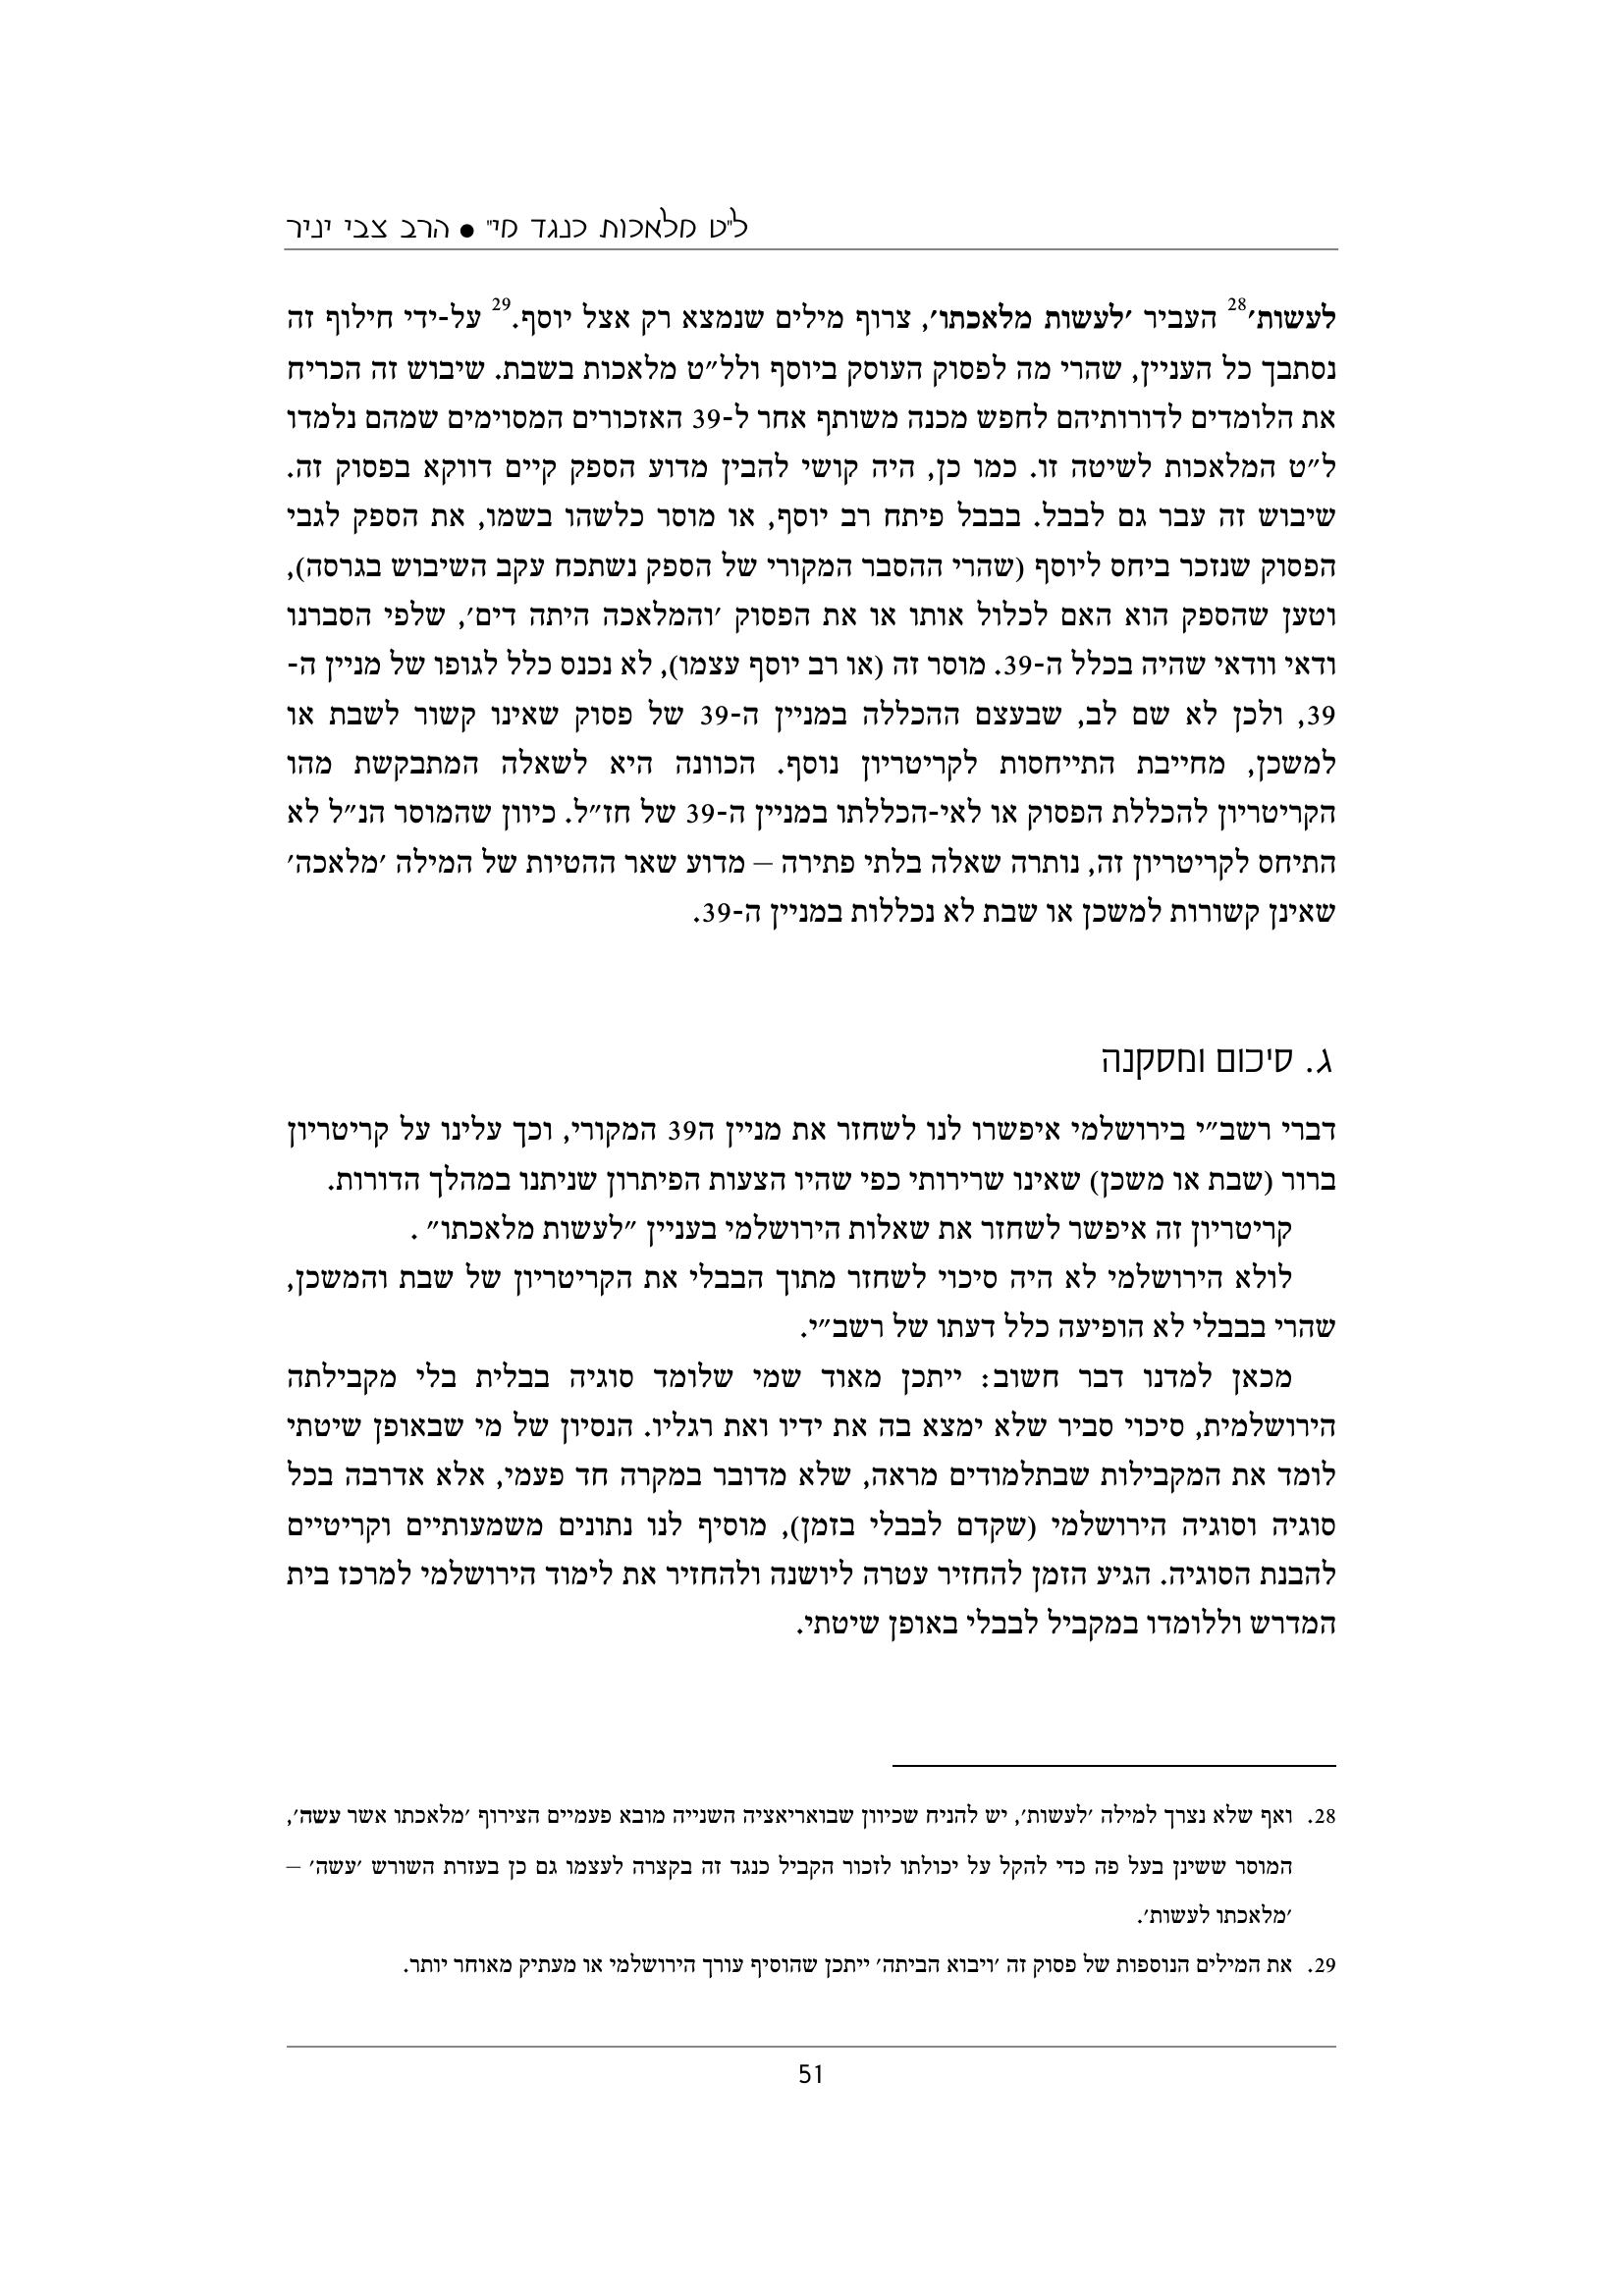 ל"ט מלאכות כנגד מי" ● הרב צבי יניר
לעשות׳28 העביר ׳לעשות מלאכתו׳, צרוף מילים שנמצא רק אצל יוסף.29 על-ידי חילוף זה
נסתבך כל העניין, שהרי מה לפסוק העוסק ביוסף ולל״ט מלאכות בשבת. שיבוש זה הכריח
את הלומדים לדורותיהם לחפש מכנה משותף אחר ל-39 האזכורים המסוימים שמהם נלמדו
ל״ט המלאכות לשיטה זו. כמו כן, היה קושי להבין מדוע הספק קיים דווקא בפסוק זה.
שיבוש זה עבר גם לבבל. בבבל פיתח רב יוסף, או מוסר כלשהו בשמו, את הספק לגבי
הפסוק שנזכר ביחס ליוסף (שהרי ההסבר המקורי של הספק נשתכח עקב השיבוש בגרסה),
וטען שהספק הוא האם לכלול אותו או את הפסוק ׳והמלאכה היתה דים׳, שלפי הסברנו
ודאי וודאי שהיה בכלל ה-39. מוסר זה (או רב יוסף עצמו), לא נכנס כלל לגופו של מניין ה-
39, ולכן לא שם לב, שבעצם ההכללה במניין ה-39 של פסוק שאינו קשור לשבת או
למשכן, מחייבת התייחסות לקריטריון נוסף. הכוונה היא לשאלה המתבקשת מהו
הקריטריון להכללת הפסוק או לאי-הכללתו במניין ה-39 של חז״ל. כיוון שהמוסר הנ״ל לא
התיחס לקריטריון זה, נותרה שאלה בלתי פתירה – מדוע שאר ההטיות של המילה ׳מלאכה׳
שאינן קשורות למשכן או שבת לא נכללות במניין ה-39.
ג. סיכום ומסקנה
דברי רשב״י בירושלמי איפשרו לנו לשחזר את מניין ה39 המקורי, וכך עלינו על קריטריון
ברור (שבת או משכן) שאינו שרירותי כפי שהיו הצעות הפיתרון שניתנו במהלך הדורות.
קריטריון זה איפשר לשחזר את שאלות הירושלמי בעניין ״לעשות מלאכתו״ .
לולא הירושלמי לא היה סיכוי לשחזר מתוך הבבלי את הקריטריון של שבת והמשכן,
שהרי בבבלי לא הופיעה כלל דעתו של רשב״י.
מכאן למדנו דבר חשוב: ייתכן מאוד שמי שלומד סוגיה בבלית בלי מקבילתה
הירושלמית, סיכוי סביר שלא ימצא בה את ידיו ואת רגליו. הנסיון של מי שבאופן שיטתי
לומד את המקבילות שבתלמודים מראה, שלא מדובר במקרה חד פעמי, אלא אדרבה בכל
סוגיה וסוגיה הירושלמי (שקדם לבבלי בזמן), מוסיף לנו נתונים משמעותיים וקריטיים
להבנת הסוגיה. הגיע הזמן להחזיר עטרה ליושנה ולהחזיר את לימוד הירושלמי למרכז בית
המדרש וללומדו במקביל לבבלי באופן שיטתי.
28. ואף שלא נצרך למילה ׳לעשות׳, יש להניח שכיוון שבואריאציה השנייה מובא פעמיים הצירוף ׳מלאכתו אשר עשה׳,
המוסר ששינן בעל פה כדי להקל על יכולתו לזכור הקביל כנגד זה בקצרה לעצמו גם כן בעזרת השורש ׳עשה׳ –
׳מלאכתו לעשות׳.
29. את המילים הנוספות של פסוק זה ׳ויבוא הביתה׳ ייתכן שהוסיף עורך הירושלמי או מעתיק מאוחר יותר.
51